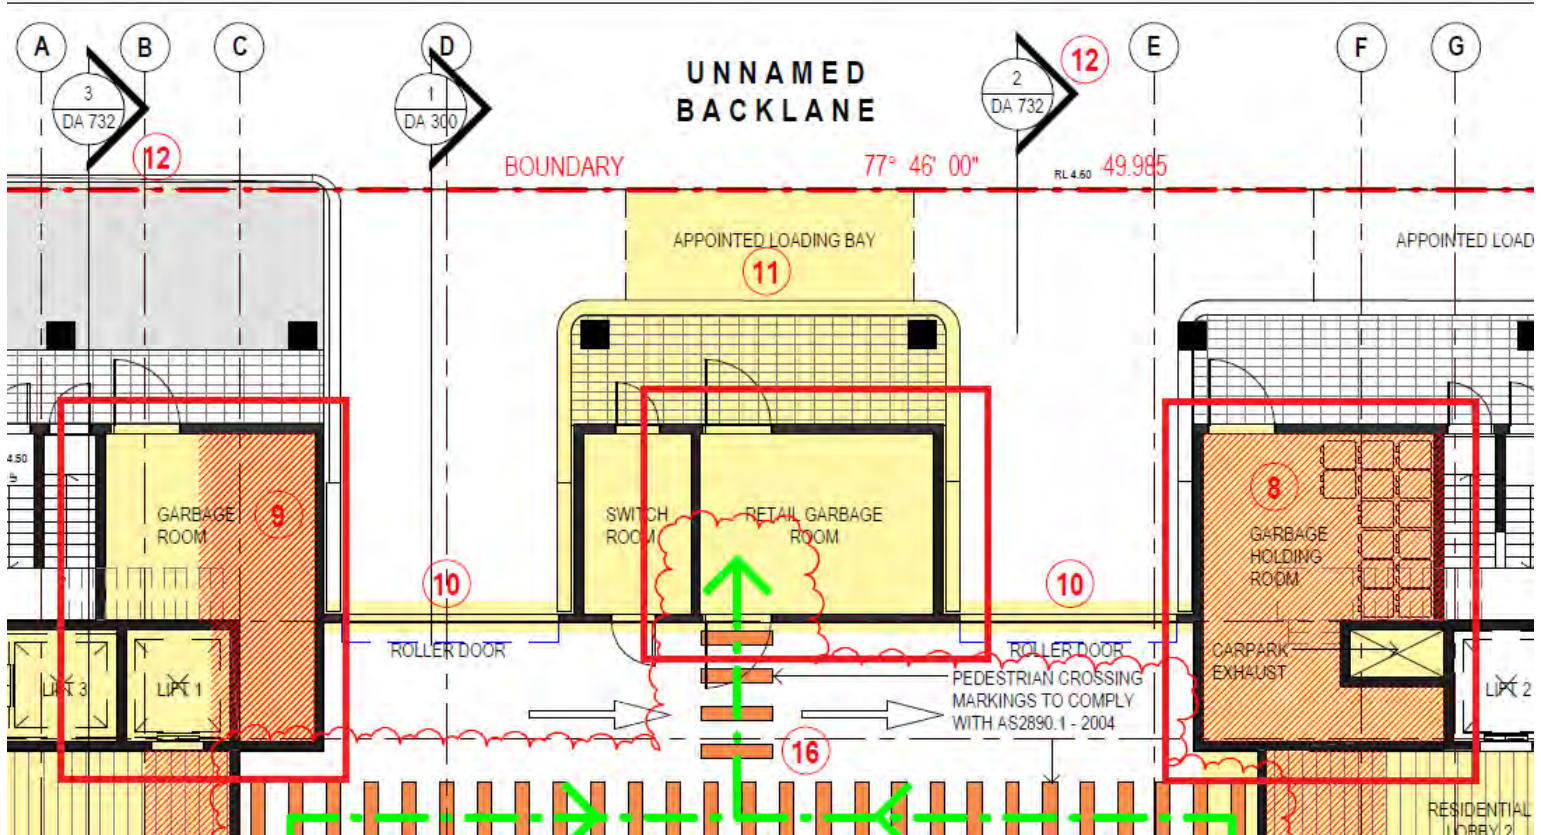 A
B
C
D
E
F
G
3
DA 732
1
DA 300
2
DA 732
12
12
UNNAMED
BACKLANE
BOUNDARY
77° 46' 00"
RL 4.60
49.985
APPOINTED LOADING BAY
11
APPOINTED LOAD
4.50
GARBAGE
ROOM
9
SWITCH
ROOM
RETAIL GARBAGE
ROOM
8
GARBAGE
HOLDING
ROOM
10
10
ROLLER DOOR
ROLLER DOOR
CARPARK
EXHAUST
LIFT 3
LIFT 1
LIFT 2
PEDESTRIAN CROSSING
MARKINGS TO COMPLY
WITH AS2890.1 - 2004
16
RESIDENTIAL
LOBBY 2